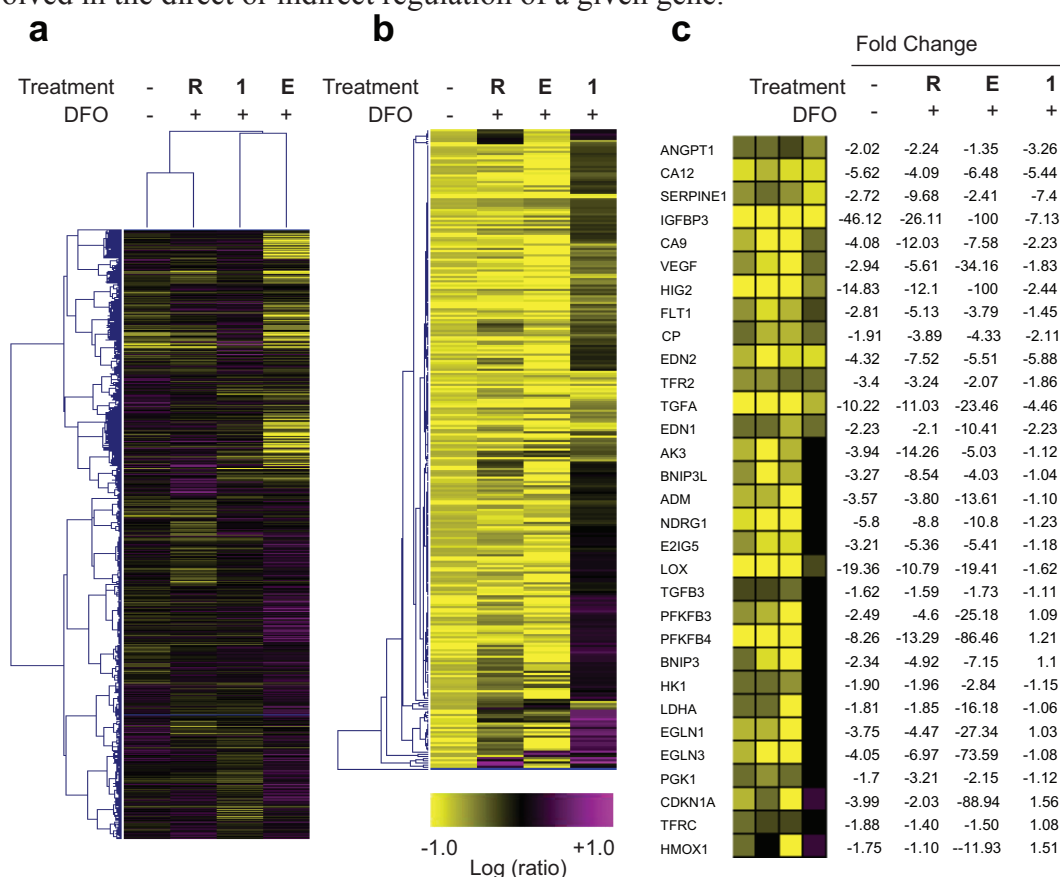 olved in the direct or indirect regulation of a given gene.
a
Treatment - R 1 E
DFO - + + +
b
Treatment - R E 1
DFO - + + +
-1.0 +1.0
Log (ratio)
c
Fold Change
Treatment - R E 1
DFO - + + +
ANGPT1 -2.02 -2.24 -1.35 -3.26
CA12 -5.62 -4.09 -6.48 -5.44
SERPINE1 -2.72 -9.68 -2.41 -7.4
IGFBP3 -46.12 -26.11 -100 -7.13
CA9 -4.08 -12.03 -7.58 -2.23
VEGF -2.94 -5.61 -34.16 -1.83
HIG2 -14.83 -12.1 -100 -2.44
FLT1 -2.81 -5.13 -3.79 -1.45
CP -1.91 -3.89 -4.33 -2.11
EDN2 -4.32 -7.52 -5.51 -5.88
TFR2 -3.4 -3.24 -2.07 -1.86
TGFA -10.22 -11.03 -23.46 -4.46
EDN1 -2.23 -2.1 -10.41 -2.23
AK3 -3.94 -14.26 -5.03 -1.12
BNIP3L -3.27 -8.54 -4.03 -1.04
ADM -3.57 -3.80 -13.61 -1.10
NDRG1 -5.8 -8.8 -10.8 -1.23
E2IG5 -3.21 -5.36 -5.41 -1.18
LOX -19.36 -10.79 -19.41 -1.62
TGFB3 -1.62 -1.59 -1.73 -1.11
PFKFB3 -2.49 -4.6 -25.18 1.09
PFKFB4 -8.26 -13.29 -86.46 1.21
BNIP3 -2.34 -4.92 -7.15 1.1
HK1 -1.90 -1.96 -2.84 -1.15
LDHA -1.81 -1.85 -16.18 -1.06
EGLN1 -3.75 -4.47 -27.34 1.03
EGLN3 -4.05 -6.97 -73.59 -1.08
PGK1 -1.7 -3.21 -2.15 -1.12
CDKN1A -3.99 -2.03 -88.94 1.56
TFRC -1.88 -1.40 -1.50 1.08
HMOX1 -1.75 -1.10 --11.93 1.51